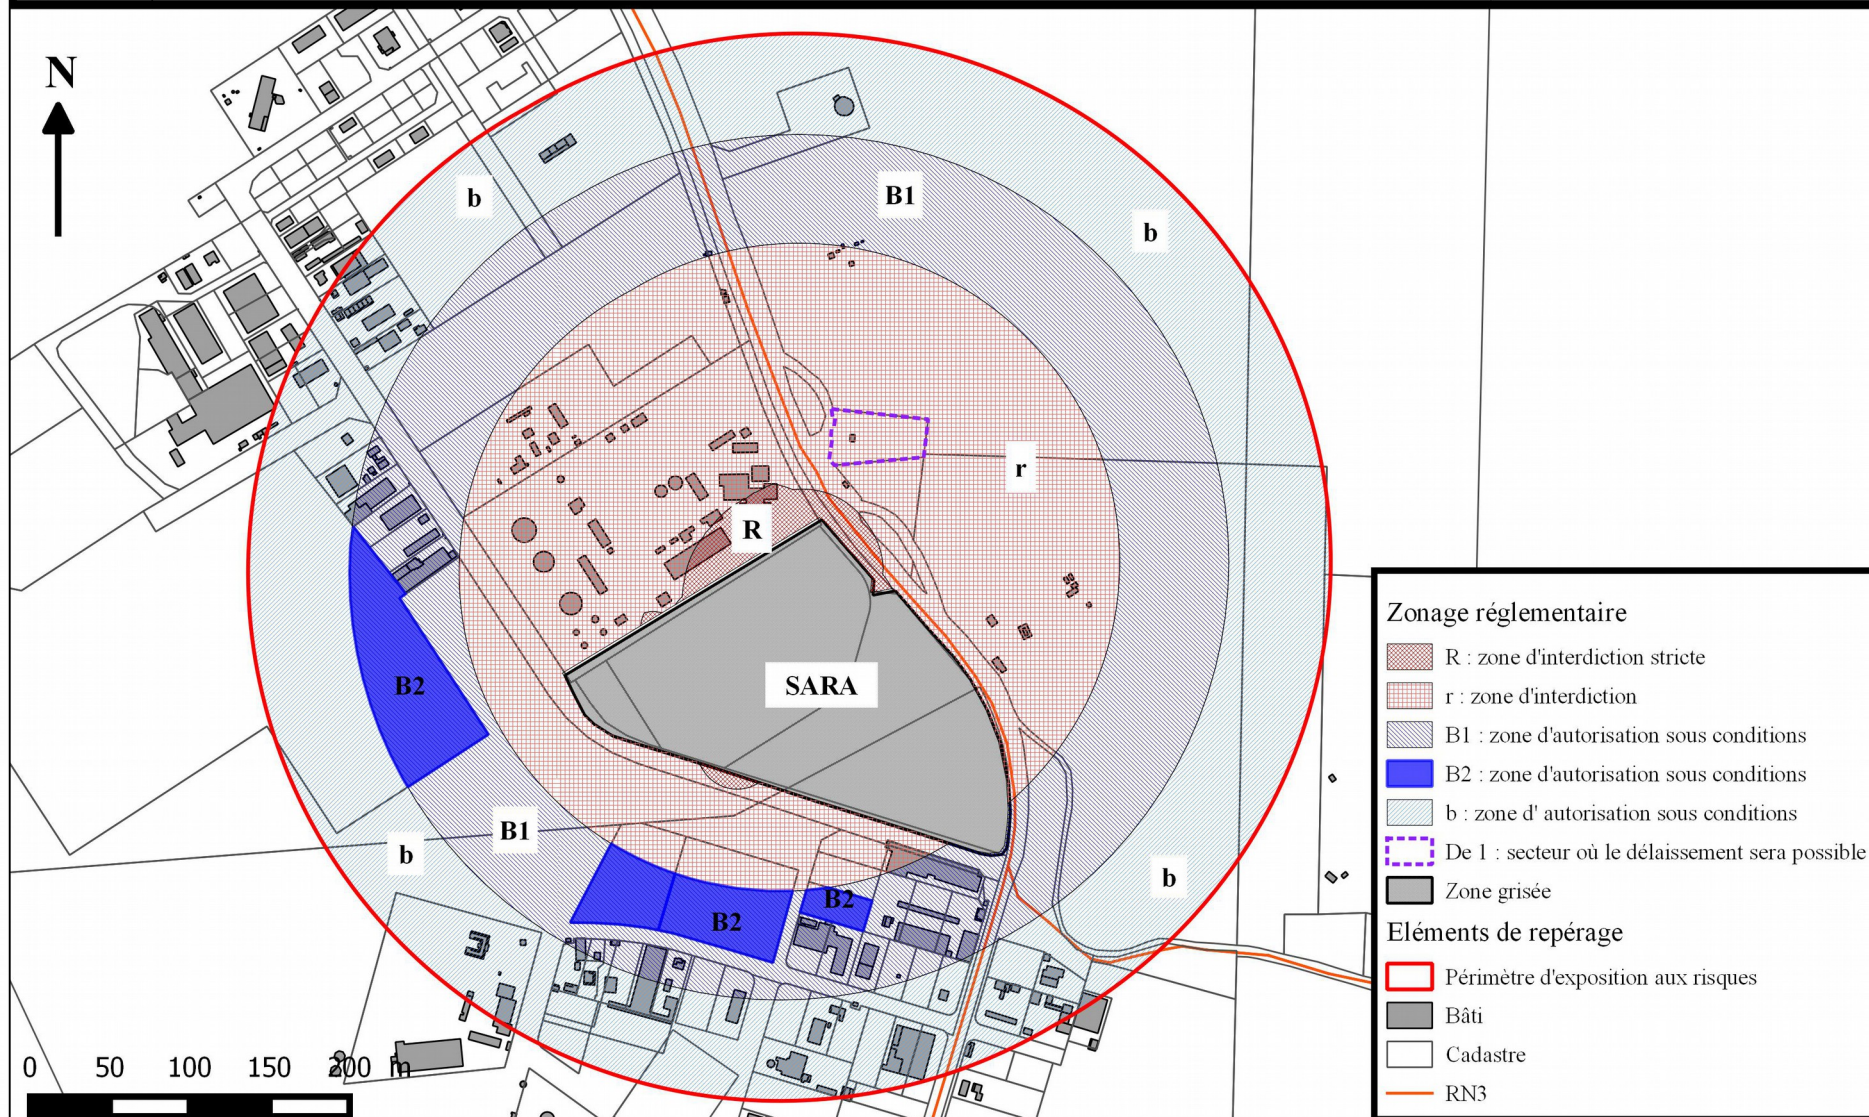 N
b
B1
b
r
R
B2
SARA
B1
b
B2
B2
b
0 50 100 150 200 m
Zonage réglementaire
R : zone d'interdiction stricte
r : zone d'interdiction
B1 : zone d'autorisation sous conditions
B2 : zone d'autorisation sous conditions
b : zone d' autorisation sous conditions
De 1 : secteur où le délaissement sera possible
Zone grisée
Eléments de repérage
Périmètre d'exposition aux risques
Bâti
Cadastre
RN3